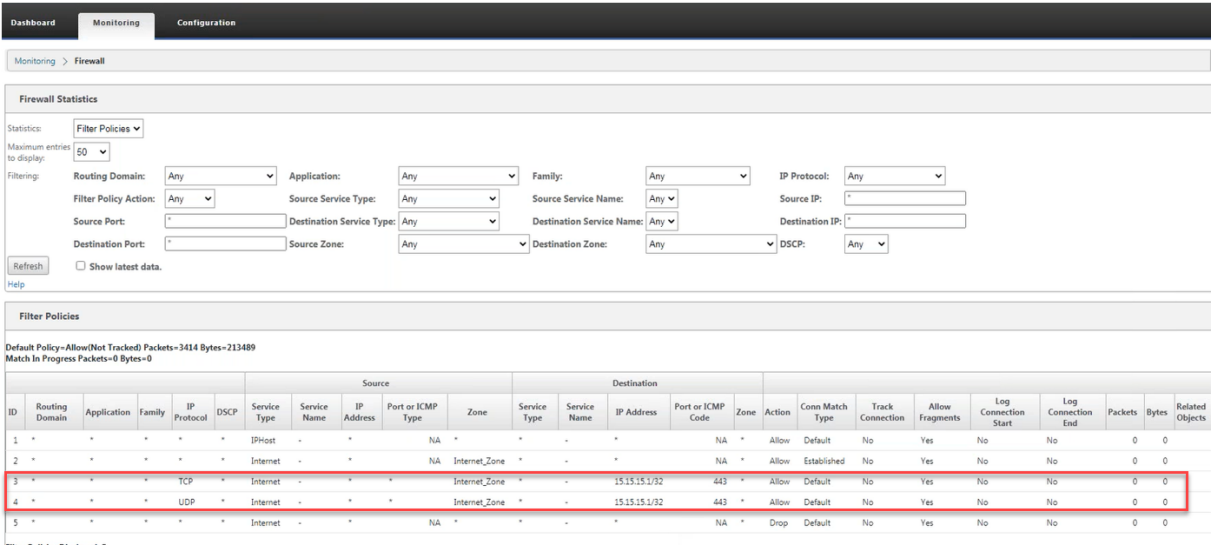 Dashboard Monitoring Configuration
Monitoring > Firewall
Firewall Statistics
Statistics: Filter Policies
Maximum entries to display: 50
Filtering: Routing Domain: Any Application: Any Family: Any IP Protocol: Any
Filter Policy Action: Any Source Service Type: Any Source Service Name: Any Source IP: *
Source Port: * Destination Service Type: Any Destination Service Name: Any Destination IP: *
Destination Port: * Source Zone: Any Destination Zone: Any DSCP: Any
Refresh Show latest data.
Help
Filter Policies
Default Policy=Allow(Not Tracked) Packets=3414 Bytes=213489
Match In Progress Packets=0 Bytes=0
Source Destination
ID Routing Domain Application Family IP Protocol DSCP Service Type Service Name IP Address Port or ICMP Type Zone Service Type Service Name IP Address Port or ICMP Code Zone Action Conn Match Type Track Connection Allow Fragments Log Connection Start Log Connection End Packets Bytes Related Objects
1 * * * * * IPHost - * NA * * - * NA * Allow Default No Yes No No 0 0
2 * * * * * Internet - * NA Internet_Zone * - * NA * Allow Established No Yes No No 0 0
3 * * * TCP * Internet - * * Internet_Zone * - 15.15.15.1/32 443 * Allow Default No Yes No No 0 0
4 * * * UDP * Internet - * * Internet_Zone * - 15.15.15.1/32 443 * Allow Default No Yes No No 0 0
5 * * * * * Internet - * NA * * - * NA * Drop Default No Yes No No 0 0